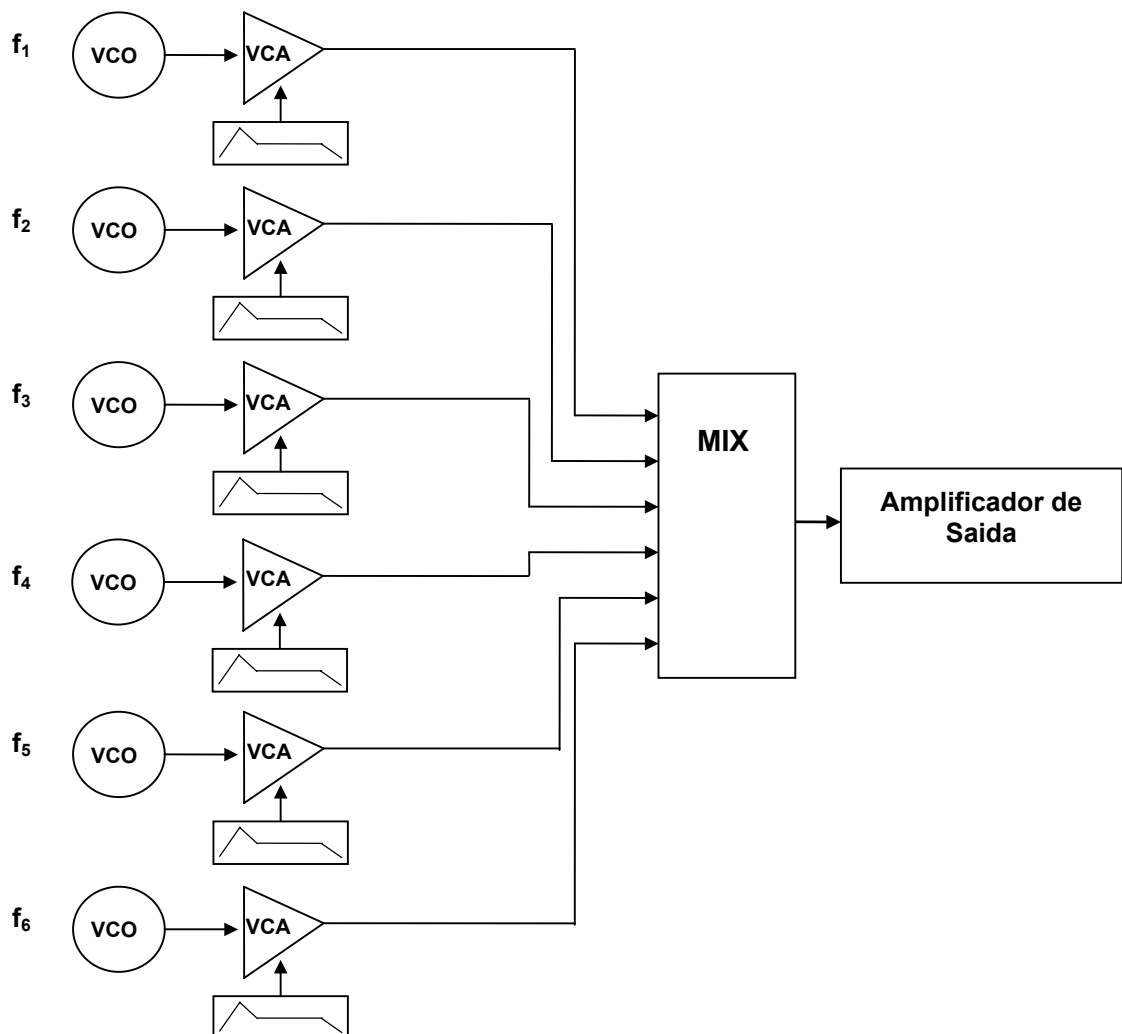 f1 VCO VCA
f2 VCO VCA
f3 VCO VCA
MIX
Amplificador de
Saida
f4 VCO VCA
f5 VCO VCA
f6 VCO VCA